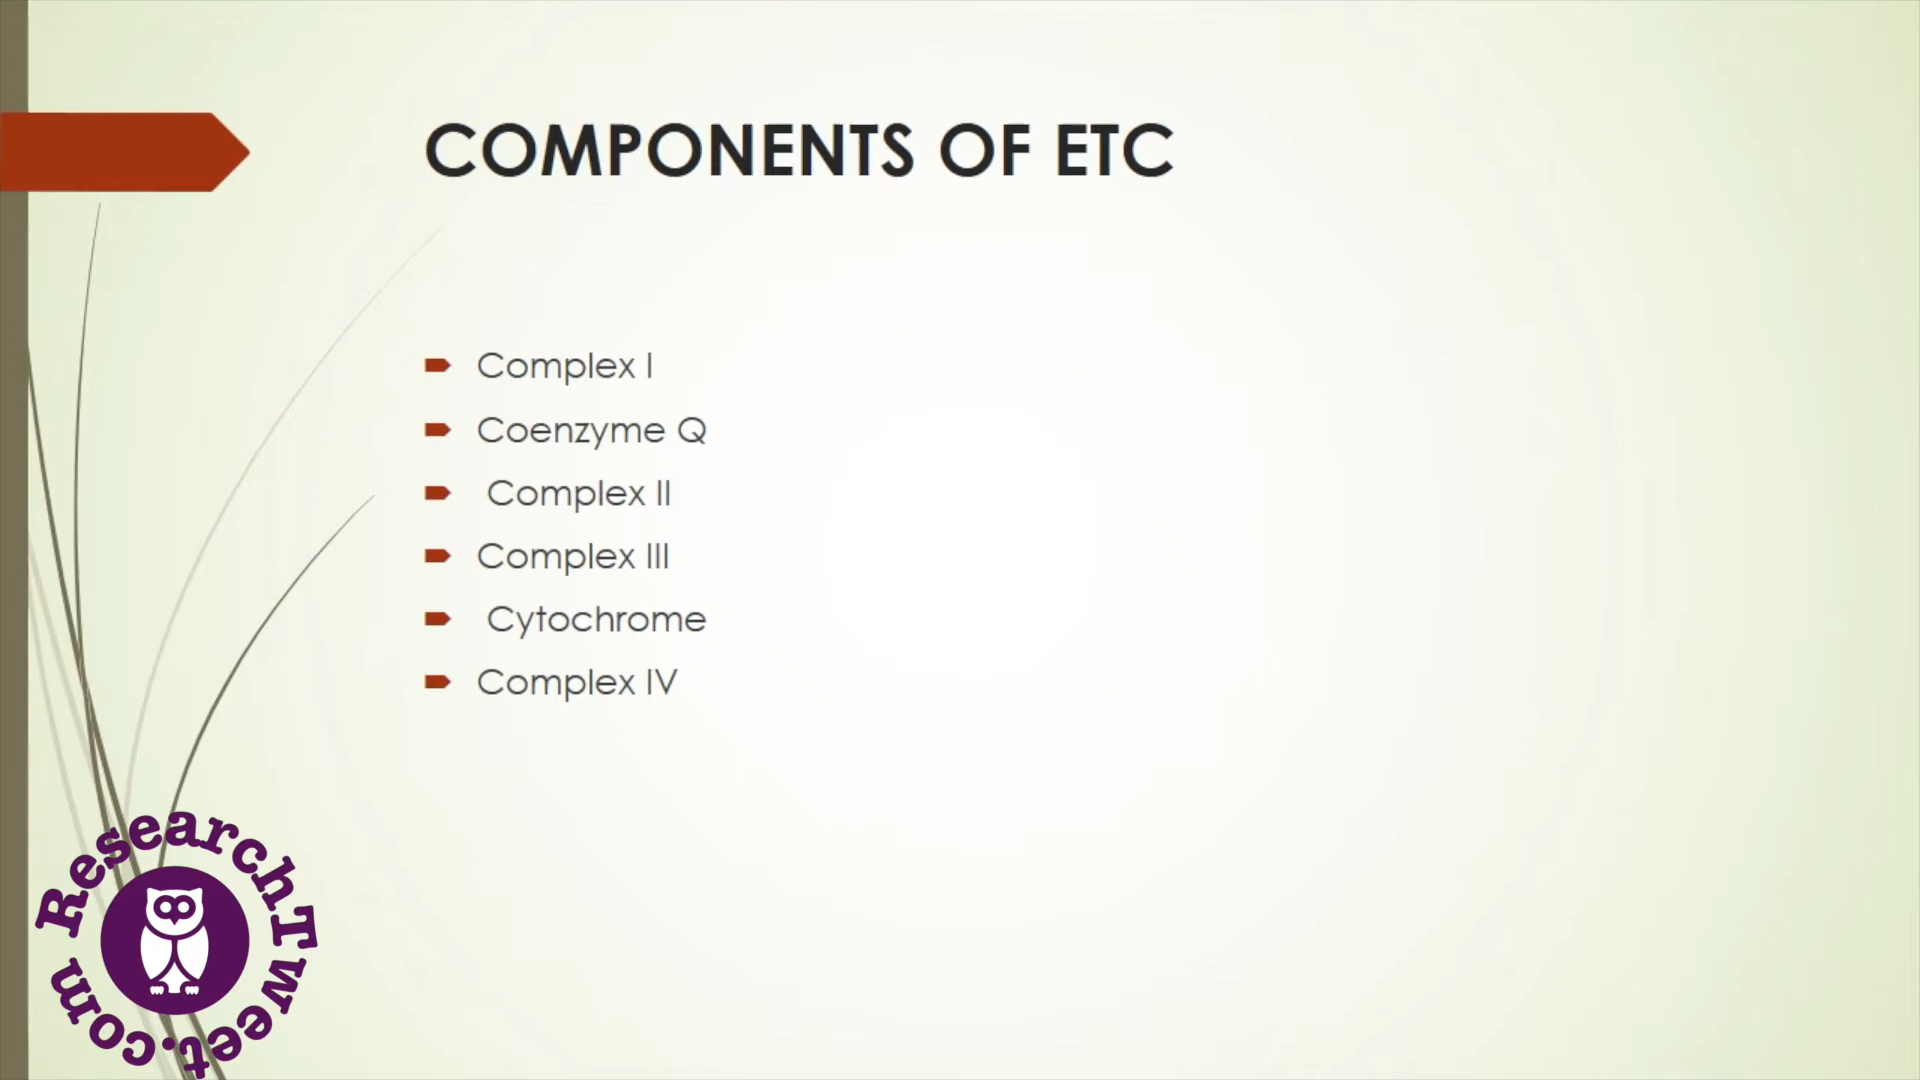 COMPONENTS OF ETC
Complex I
Coenzyme Q
Complex II
Complex III
Cytochrome
Complex IV
ResearchTweet.com